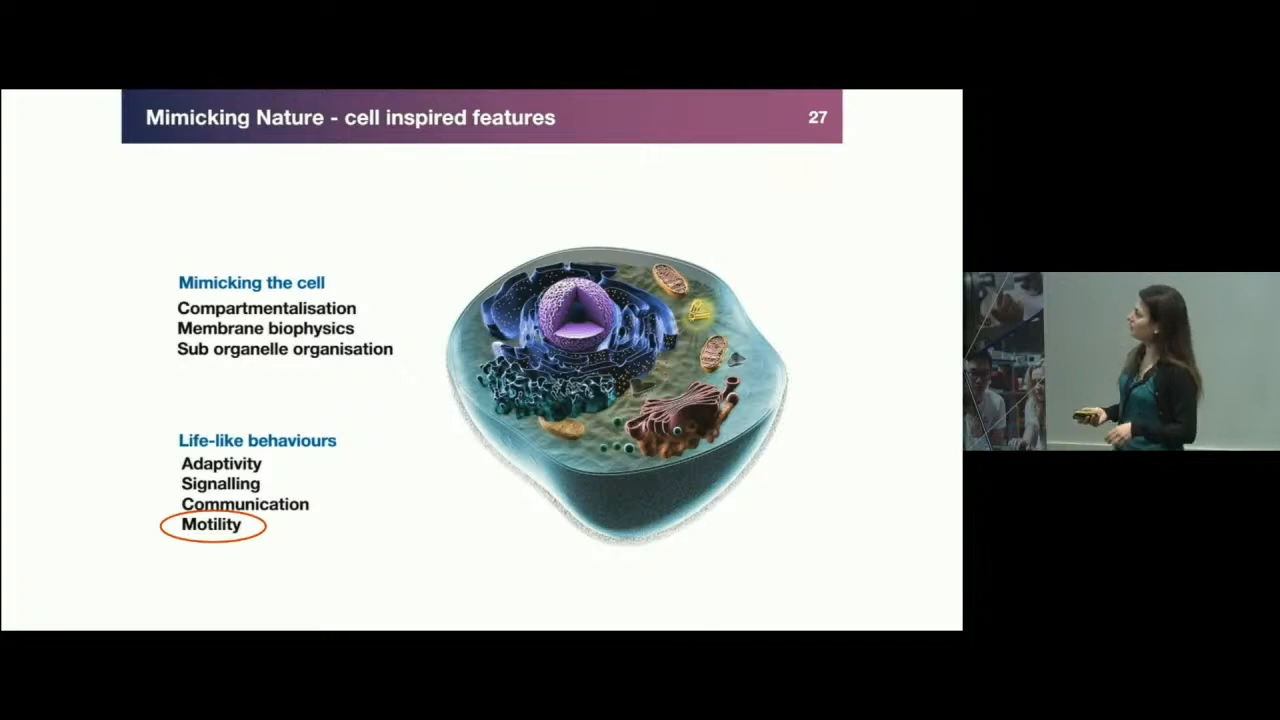 Mimicking Nature - cell inspired features
27
Mimicking the cell
Compartmentalisation
Membrane biophysics
Sub organelle organisation
Life-like behaviours
Adaptivity
Signalling
Communication
Motility